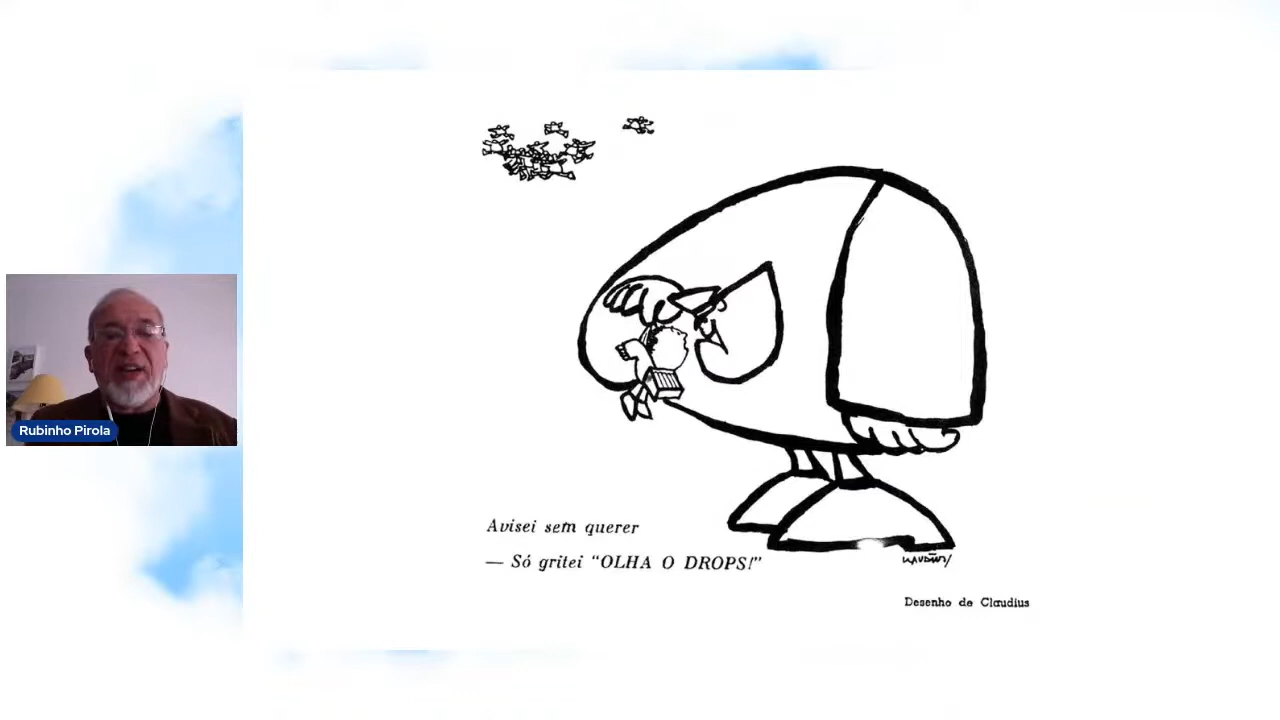 Rubinho Pirola
Avisei sem querer
— Só gritei “OLHA O DROPS!”
Desenho de Claudius